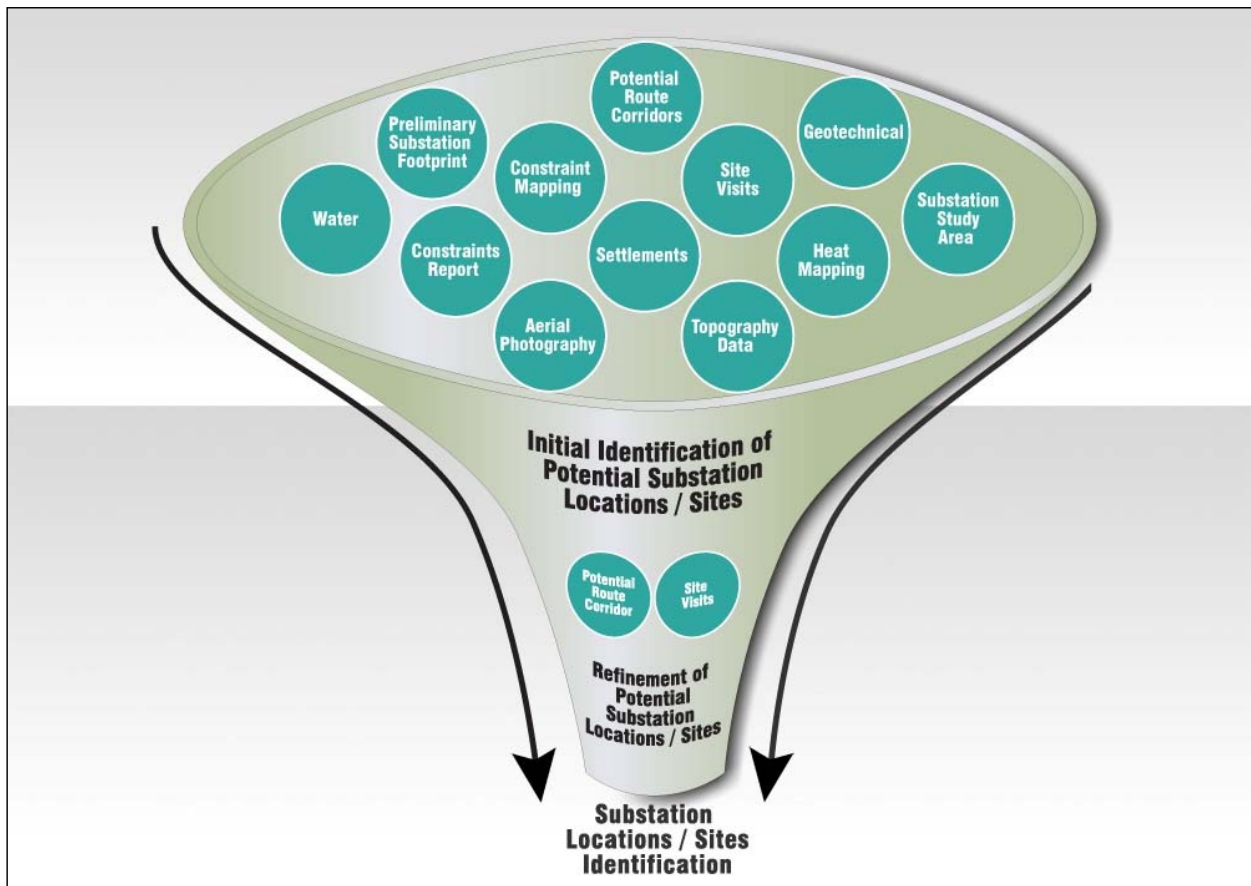 Potential
Route
Corridors
Geotechnical
Preliminary
Substation
Footprint
Constraint
Mapping
Site
Visits
Substation
Study
Area
Water
Constraints
Report
Settlements
Heat
Mapping
Aerial
Photography
Topography
Data
Initial Identification of
Potential Substation
Locations / Sites
Potential
Route
Corridor
Site
Visits
Refinement of
Potential
Substation
Locations / Sites
Substation
Locations / Sites
Identification